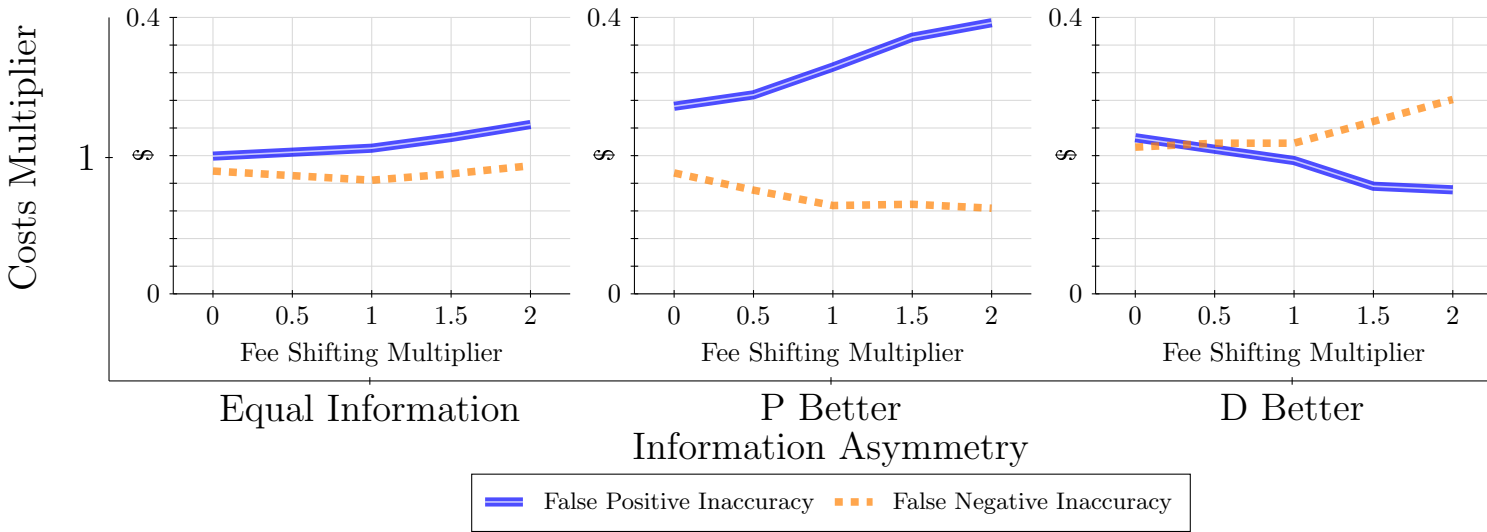 Costs Multiplier
1
0.4
$
0
0 0.5 1 1.5 2
Fee Shifting Multiplier
0.4
$
0
0 0.5 1 1.5 2
Fee Shifting Multiplier
0.4
$
0
0 0.5 1 1.5 2
Fee Shifting Multiplier
Equal Information
P Better
D Better
Information Asymmetry
False Positive Inaccuracy
False Negative Inaccuracy